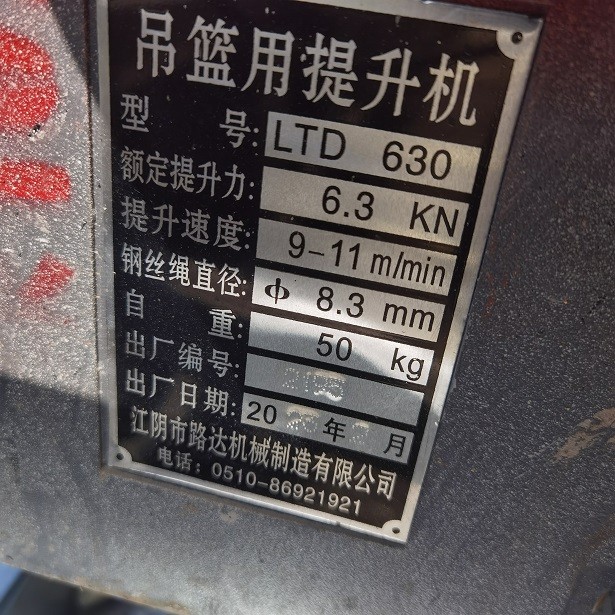 吊篮用提升机
型 号: LTD 630
额定提升力: 6.3 KN
提升速度: 9-11 m/min
钢丝绳直径: Φ 8.3 mm
自 重: 50 kg
出厂编号:
出厂日期: 20 年 月
江阴市路达机械制造有限公司
电话: 0510-86921921